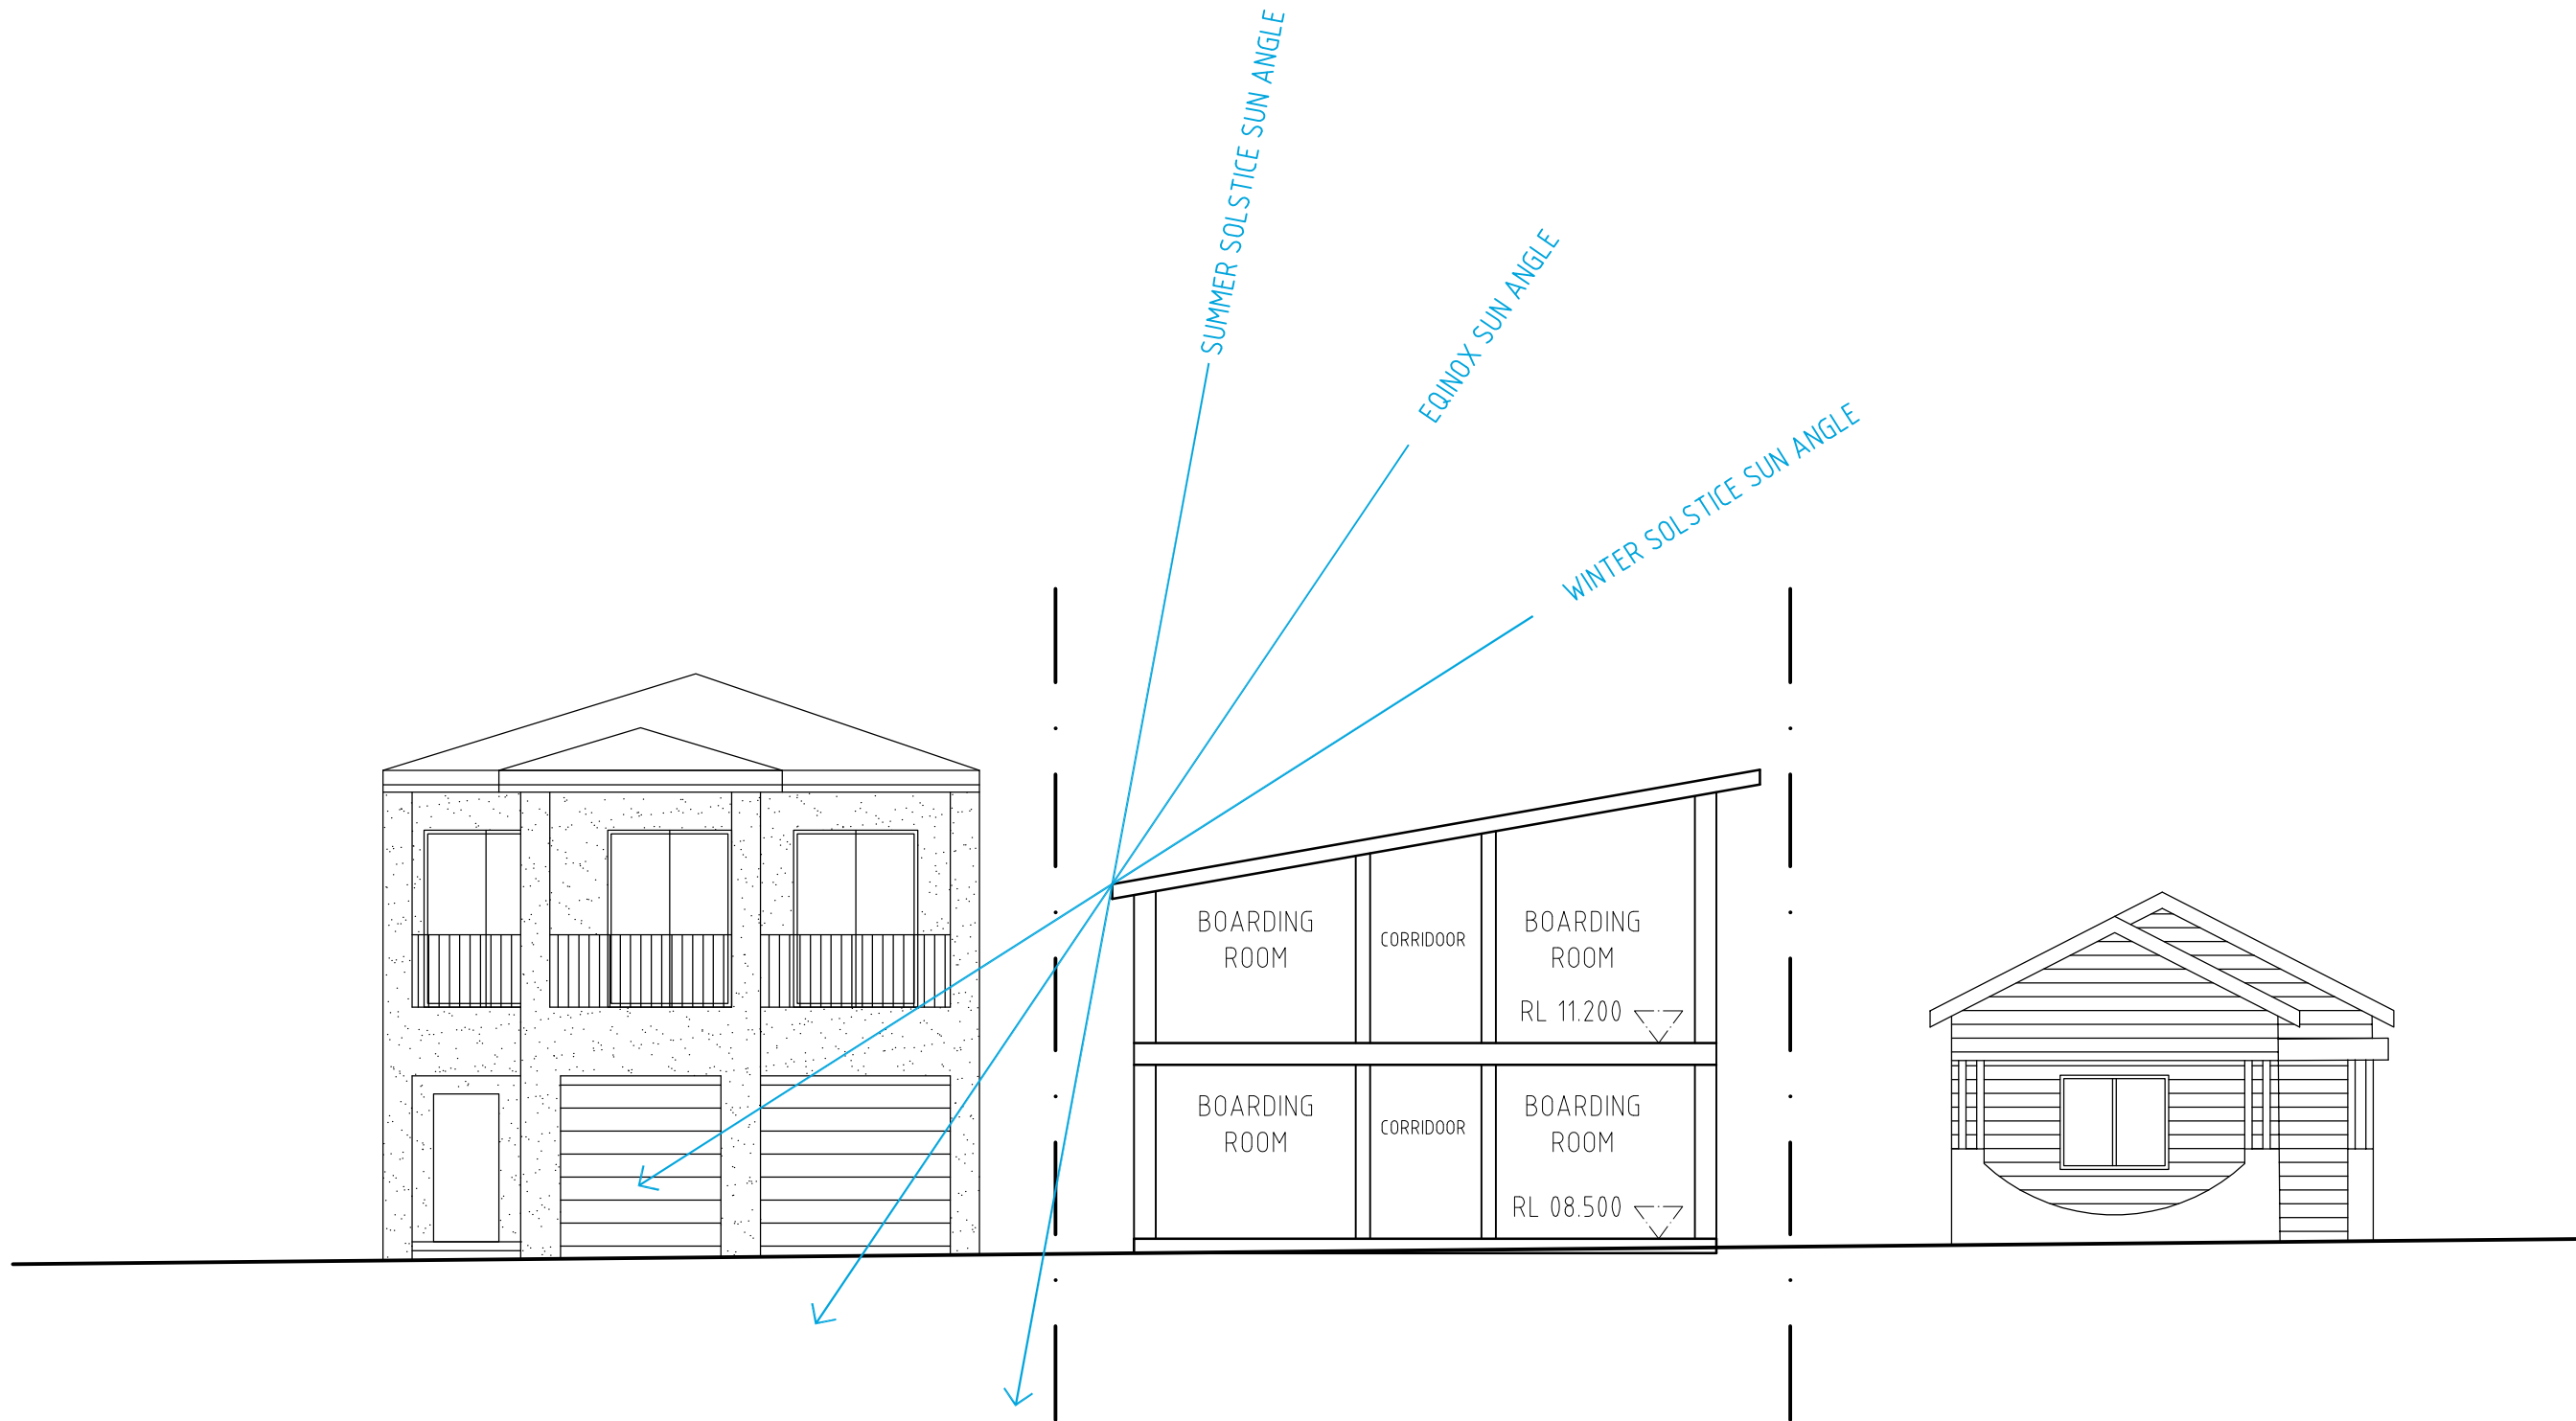 SUMMER SOLSTICE SUN ANGLE
EQINOX SUN ANGLE
WINTER SOLSTICE SUN ANGLE
BOARDING
ROOM
CORRIDOOR
BOARDING
ROOM
RL 11.200
BOARDING
ROOM
CORRIDOOR
BOARDING
ROOM
RL 08.500